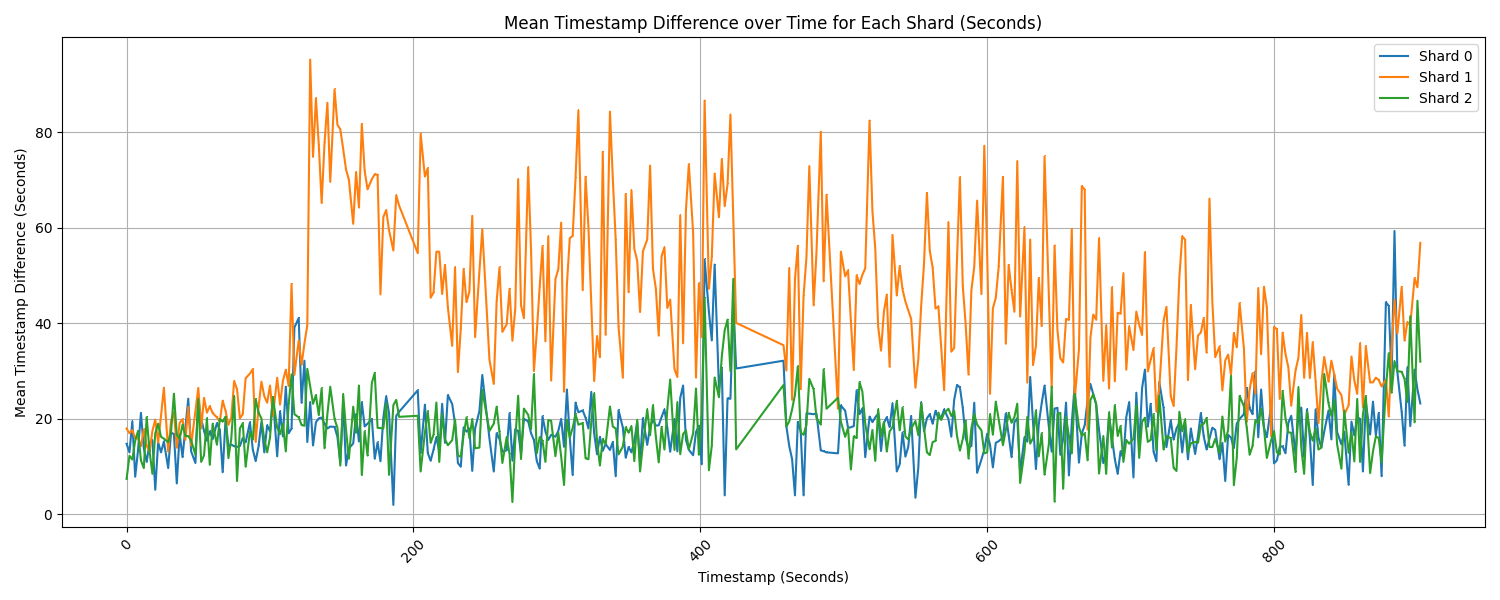 Mean Timestamp Difference over Time for Each Shard (Seconds)
Mean Timestamp Difference (Seconds)
80
60
40
20
0
0
200
400
600
800
Timestamp (Seconds)
Shard 0
Shard 1
Shard 2